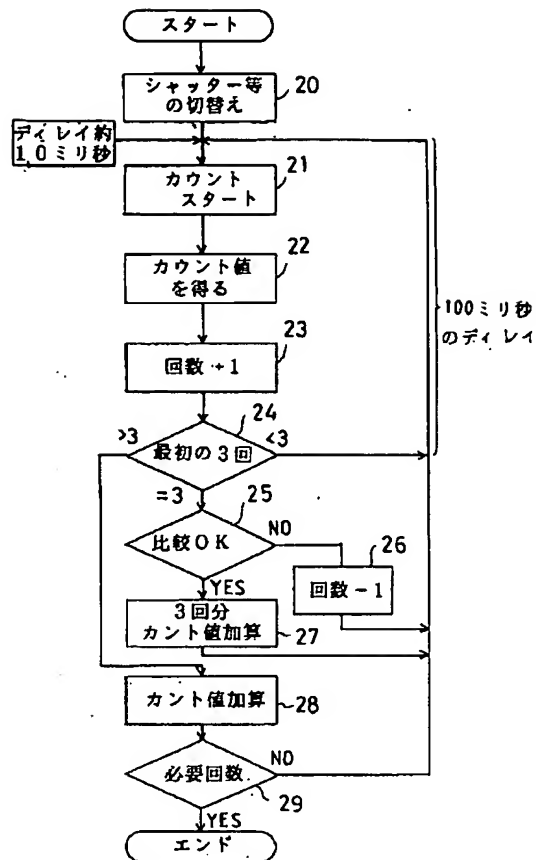 スタート
シャッター等
の切替え
20
ディレイ約
10ミリ秒
カウント
スタート
21
カウント値
を得る
22
100ミリ秒
のディレイ
回数+1
23
24
>3
最初の3回
<3
=3
25
比較OK
NO
26
回数-1
YES
3回分
カント値加算
27
カント値加算
28
必要回数
NO
29
YES
エンド